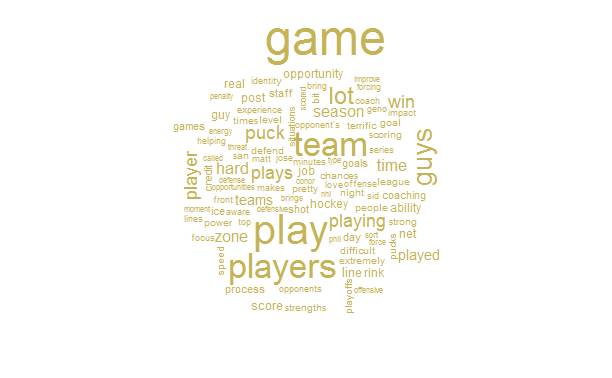 game
opportunity
improve
real
identity
forcing
bring
penalty
post
staff
scored
bit
lot
coach
win
experience
season
geno
impact
guy
times
level
situations
opponent's
terrific
goal
games
energy
puck
team
scoring
guys
helping
threat
defend
series
called
san
matt
jose
minutes
type
goals
time
player
credit
hard
plays
job
chances
defense
conor
league
opportunities
makes
pretty
love
offense
front
teams
brings
nhl
night
sid
coaching
hockey
moment
ice
aware
defensive
shot
people
ability
lines
power
top
play
playing
strong
focus
zone
phil
day
sort
force
net
pucks
played
difficult
speed
players
extremely
line
rink
process
opponents
playoffs
offensive
score
strengths